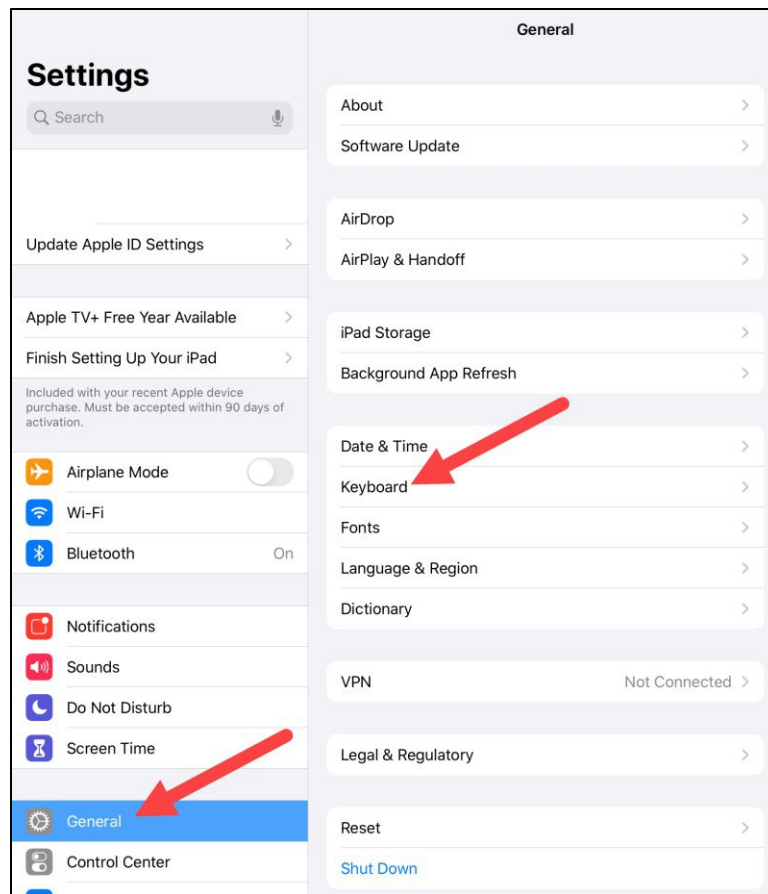 Settings
Search
Update Apple ID Settings
Apple TV+ Free Year Available
Finish Setting Up Your iPad
Included with your recent Apple device
purchase. Must be accepted within 90 days of
activation.
Airplane Mode
Wi-Fi
Bluetooth On
Notifications
Sounds
Do Not Disturb
Screen Time
General
Control Center
General
About
Software Update
AirDrop
AirPlay & Handoff
iPad Storage
Background App Refresh
Date & Time
Keyboard
Fonts
Language & Region
Dictionary
VPN Not Connected
Legal & Regulatory
Reset
Shut Down